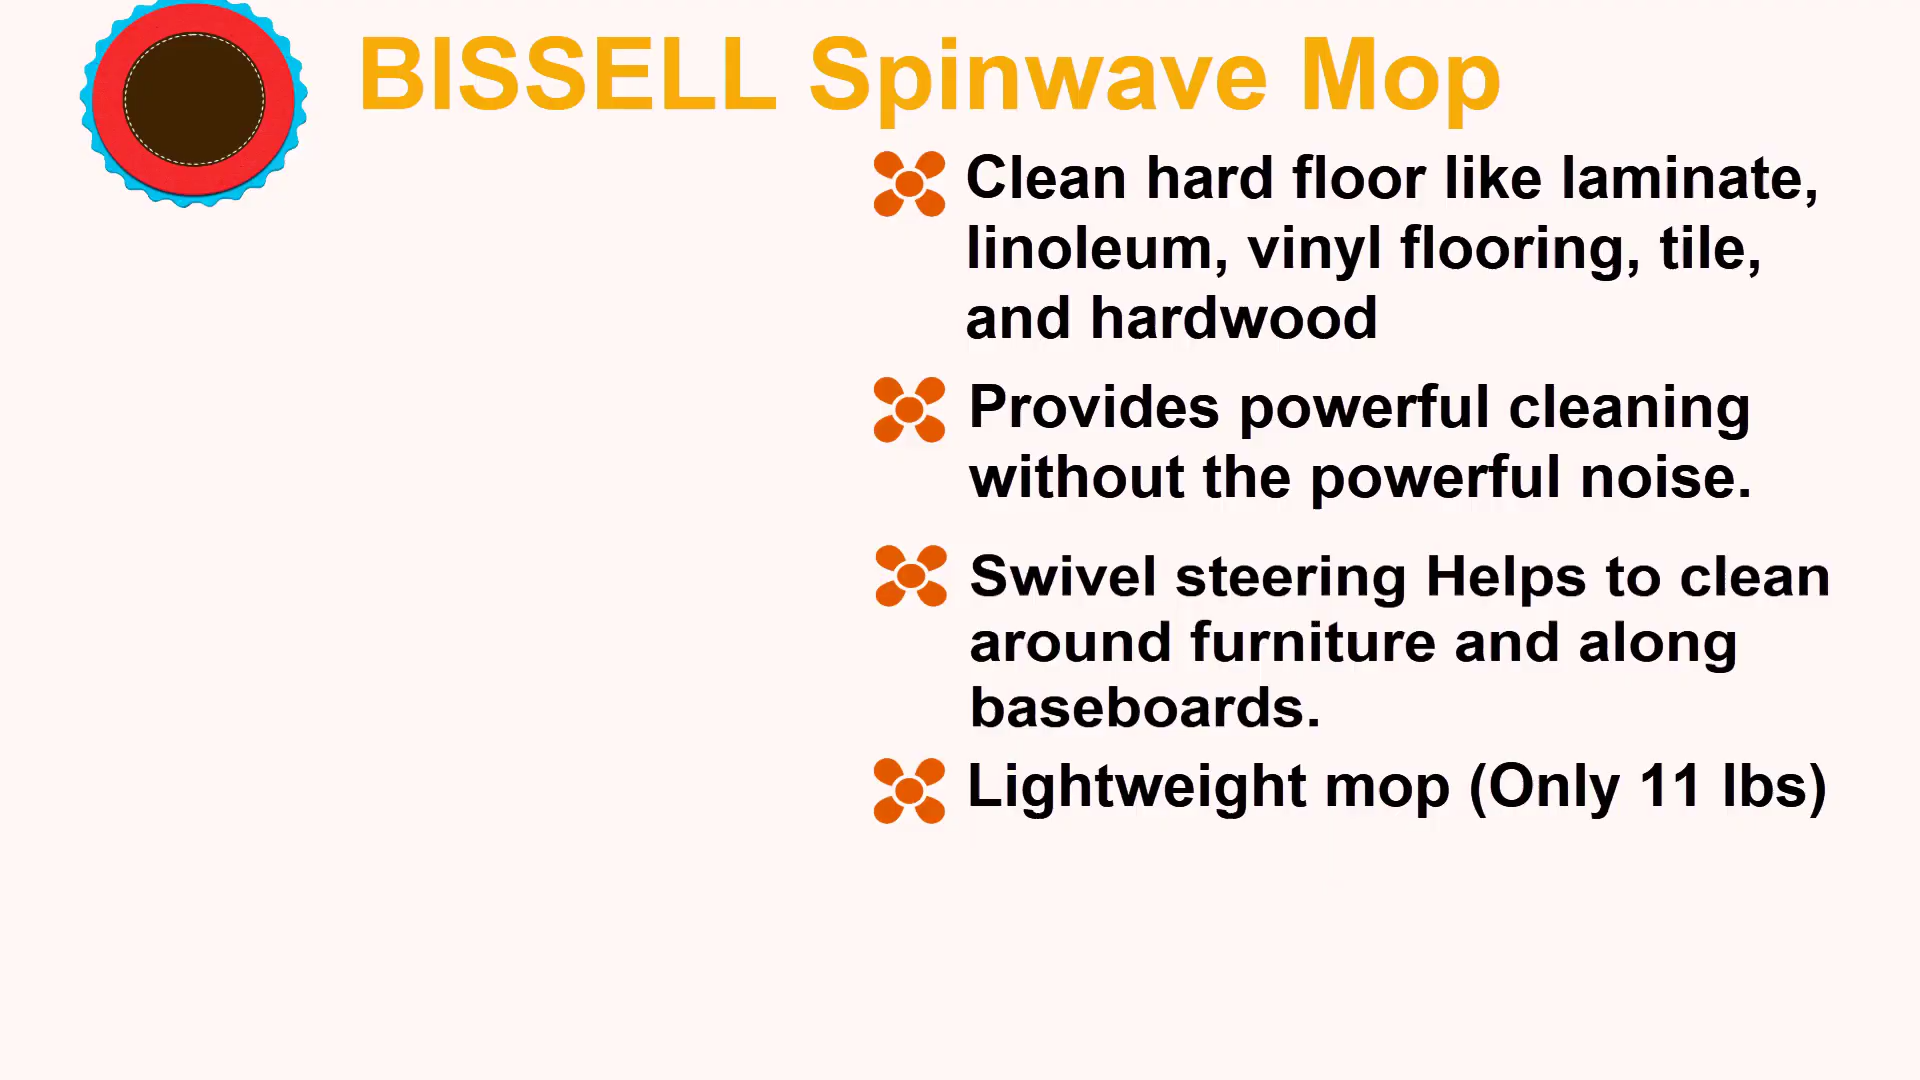 BISSELL Spinwave Mop
Clean hard floor like laminate,
linoleum, vinyl flooring, tile,
and hardwood
Provides powerful cleaning
without the powerful noise.
Swivel steering Helps to clean
around furniture and along
baseboards.
Lightweight mop (Only 11 lbs)